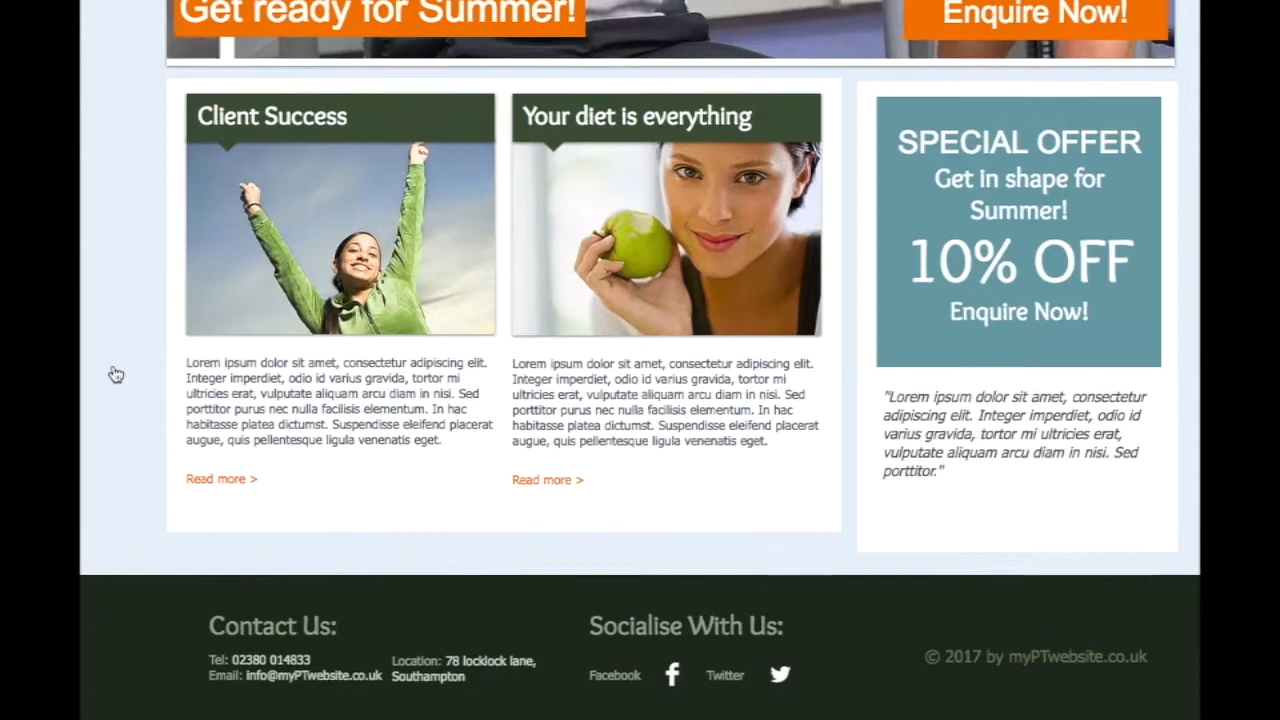 Get ready for Summer!
Enquire Now!
Client Success
Your diet is everything
Lorem ipsum dolor sit amet, consectetur adipiscing elit.
Integer imperdiet, odio id varius gravida, tortor mi
ultricies erat, vulputate aliquam arcu diam in nisi. Sed
porttitor purus nec nulla facilisis elementum. In hac
habitasse platea dictumst. Suspendisse eleifend placerat
augue, quis pellentesque ligula venenatis eget.
Read more >
Lorem ipsum dolor sit amet, consectetur adipiscing elit.
Integer imperdiet, odio id varius gravida, tortor mi
ultricies erat, vulputate aliquam arcu diam in nisi. Sed
porttitor purus nec nulla facilisis elementum. In hac
habitasse platea dictumst. Suspendisse eleifend placerat
augue, quis pellentesque ligula venenatis eget.
Read more >
SPECIAL OFFER
Get in shape for
Summer!
10% OFF
Enquire Now!
"Lorem ipsum dolor sit amet, consectetur
adipiscing elit. Integer imperdiet, odio id
varius gravida, tortor mi ultricies erat,
vulputate aliquam arcu diam in nisi. Sed
porttitor."
Contact Us:
Tel: 02380 014833
Email: info@myPTwebsite.co.uk
Location: 78 locklock lane,
Southampton
Socialise With Us:
Facebook
Twitter
© 2017 by myPTwebsite.co.uk